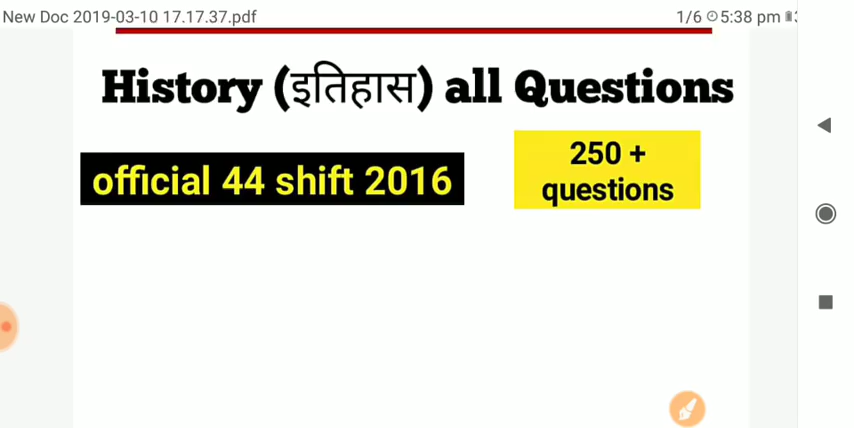 New Doc 2019-03-10 17.17.37.pdf
1/6 5:38 pm
History (इतिहास) all Questions
official 44 shift 2016
250 +
questions